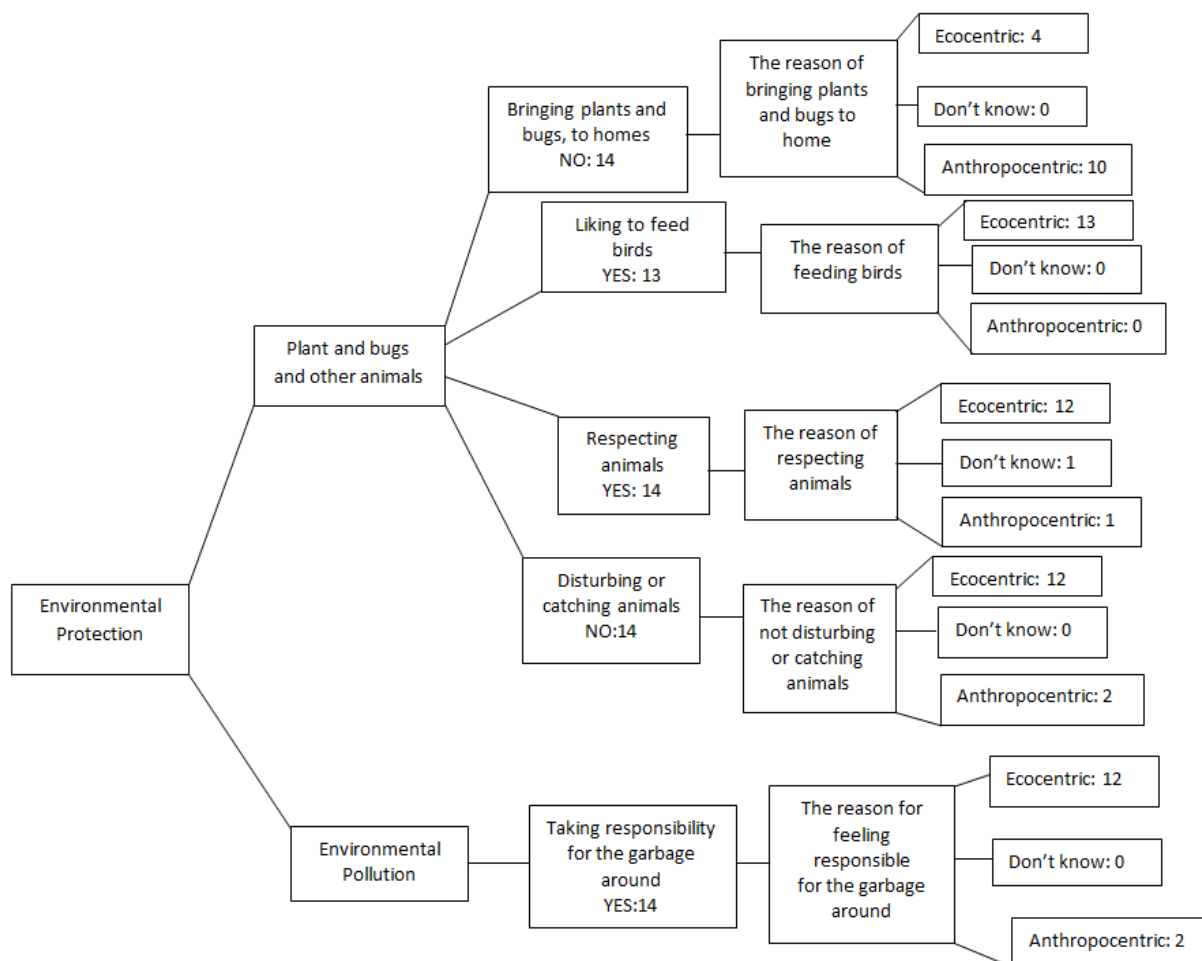 Environmental
Protection
Plant and bugs
and other animals
Bringing plants and
bugs, to homes
NO: 14
The reason of
bringing plants
and bugs to
home
Ecocentric: 4
Don't know: 0
Anthropocentric: 10
Liking to feed
birds
YES: 13
The reason of
feeding birds
Ecocentric: 13
Don't know: 0
Anthropocentric: 0
Respecting
animals
YES: 14
The reason of
respecting
animals
Ecocentric: 12
Don't know: 1
Anthropocentric: 1
Disturbing or
catching animals
NO:14
The reason of
not disturbing
or catching
animals
Ecocentric: 12
Don't know: 0
Anthropocentric: 2
Environmental
Pollution
Taking responsibility
for the garbage
around
YES:14
The reason for
feeling
responsible
for the garbage
around
Ecocentric: 12
Don't know: 0
Anthropocentric: 2